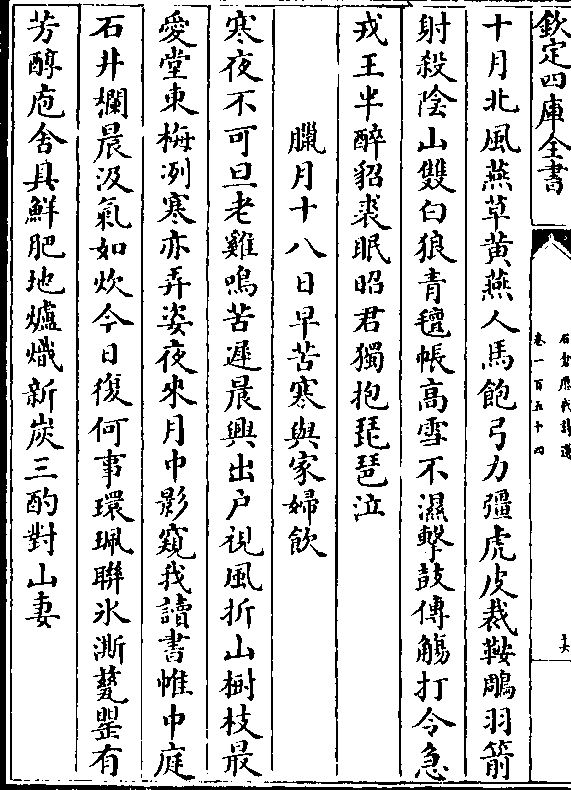 欽定四庫全書
石倉歷代詩選
卷一百五十四
十月北風燕草黃燕人馬飽弓力彊虎皮裁鞍鵰羽箭
射殺陰山雙白狼青氊帳高雪不濕擊鼓傳觴打令急
戎王半醉貂裘眠昭君獨抱琵琶泣
臘月十八日早苦寒與家婦飲
寒夜不可旦老雞鳴苦遲晨興出户視風折山樹枝最
愛堂東梅冽寒亦弄姿夜來月中影窺我讀書帷中庭
石井欄晨汲氣如炊今日復何事環珮聯氷澌甆罌有
芳醇庖舍具鮮肥地爐熾新炭三酌對山妻